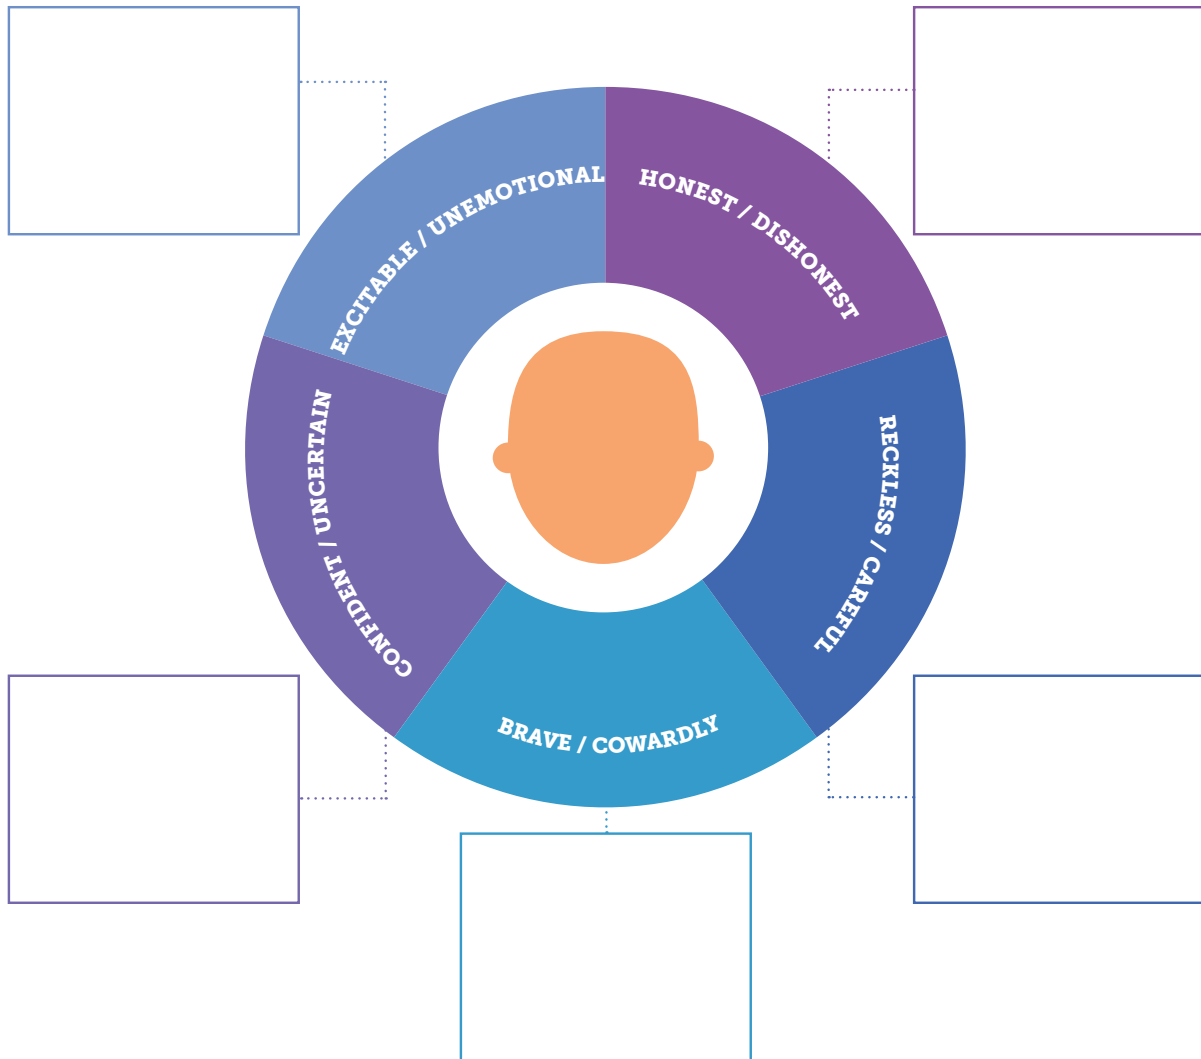 EXCITABLE / UNEMOTIONAL
HONEST / DISHONEST
RECKLESS / CAREFUL
BRAVE / COWARDLY
CONFIDENT / UNCERTAIN